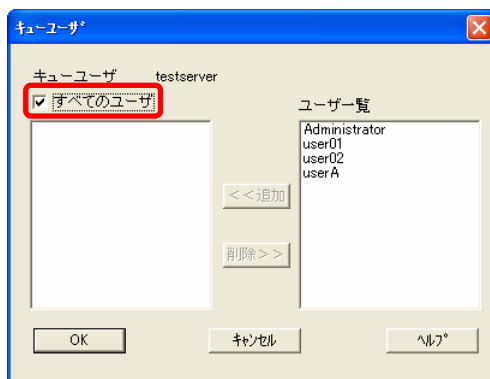 ｷｭｰﾕｰｻﾞ
キューユーザ testserver
すべてのユーザ
ユーザ一覧
Administrator
user01
user02
userA
<<追加
削除>>
OK
ｷｬﾝｾﾙ
ﾍﾙﾌﾟ